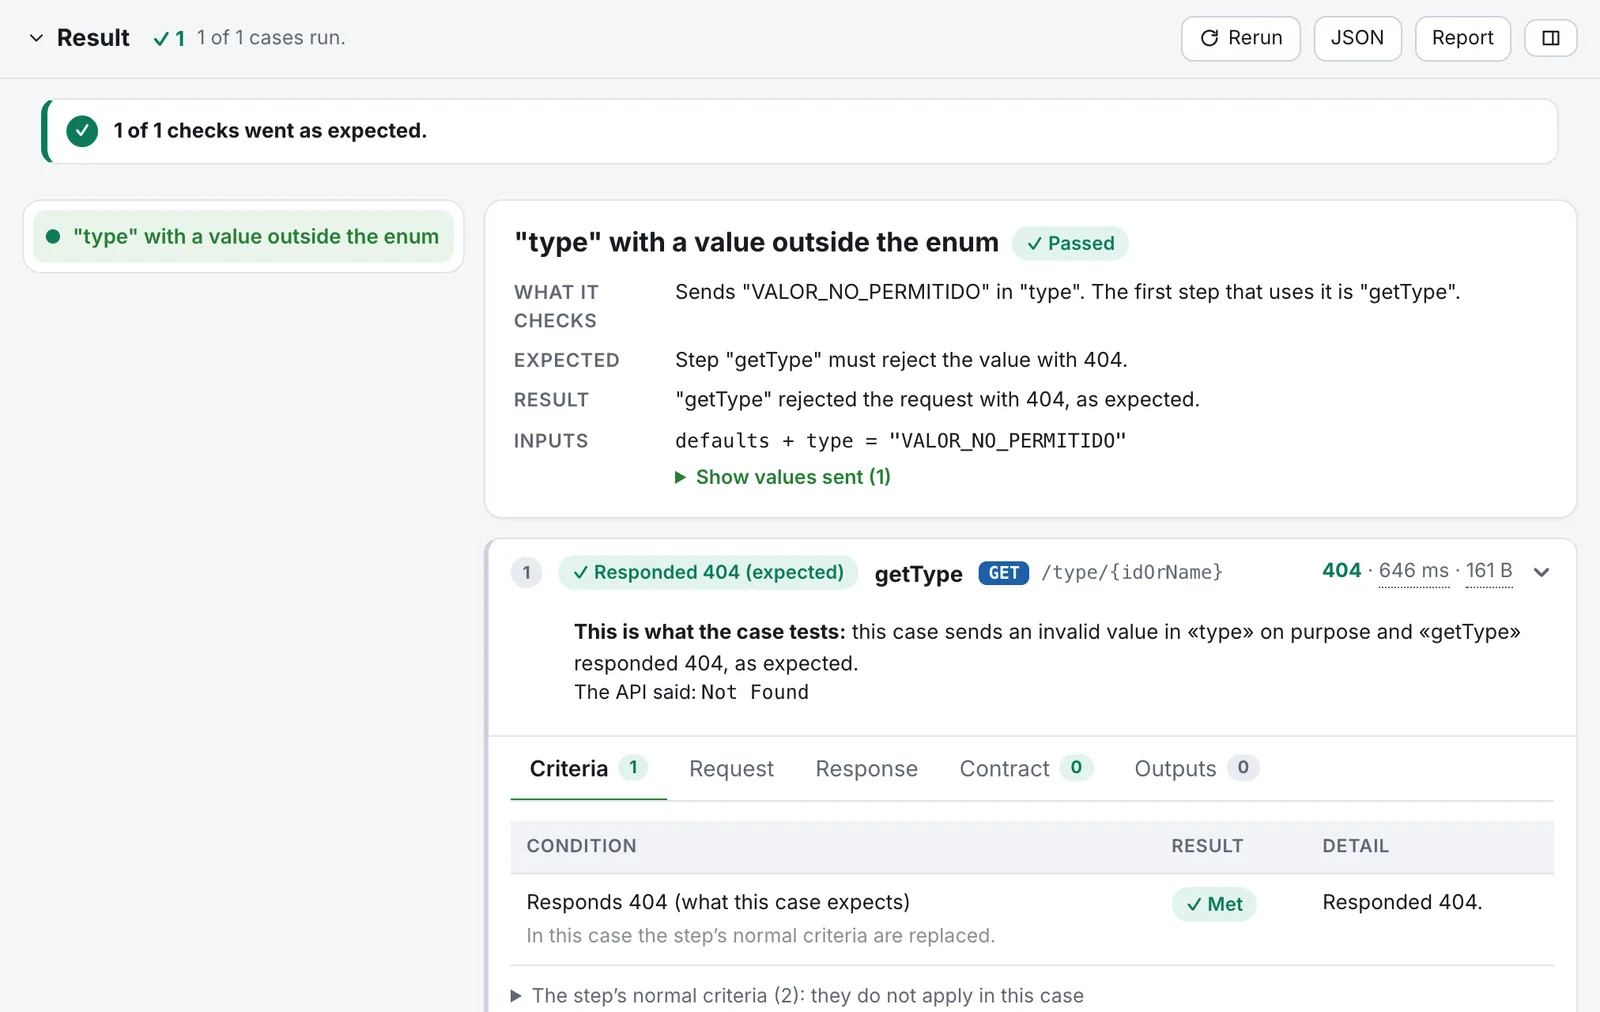 Result 1 1 of 1 cases run. Rerun JSON Report
1 of 1 checks went as expected.
"type" with a value outside the enum
"type" with a value outside the enum Passed
WHAT IT CHECKS
Sends "VALOR_NO_PERMITIDO" in "type". The first step that uses it is "getType".
EXPECTED Step "getType" must reject the value with 404.
RESULT "getType" rejected the request with 404, as expected.
INPUTS defaults + type = "VALOR_NO_PERMITIDO"
Show values sent (1)
1 Responded 404 (expected) getType GET /type/{idOrName} 404 · 646 ms · 161 B
This is what the case tests: this case sends an invalid value in «type» on purpose and «getType»
responded 404, as expected.
The API said: Not Found
Criteria 1 Request Response Contract 0 Outputs 0
CONDITION RESULT DETAIL
Responds 404 (what this case expects) Met Responded 404.
In this case the step’s normal criteria are replaced.
The step’s normal criteria (2): they do not apply in this case